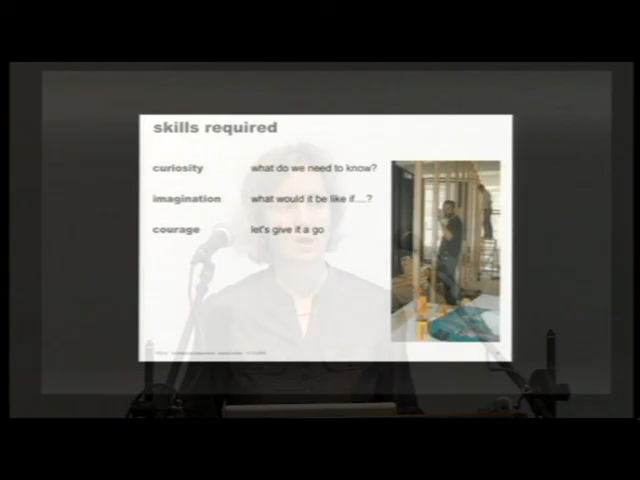 skills required
curiosity what do we need to know?
imagination what would it be like if....?
courage let's give it a go